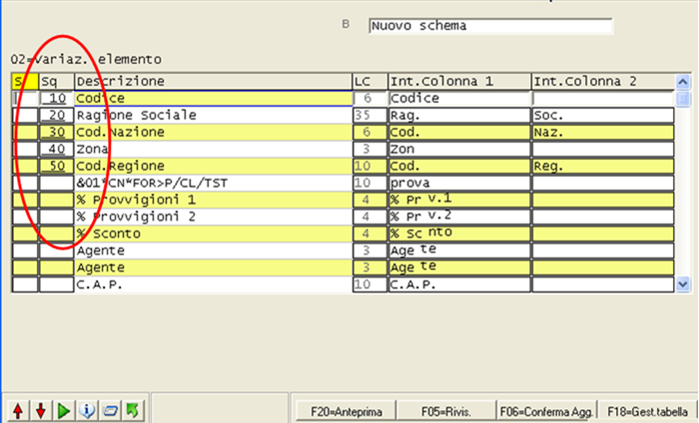 B Nuovo schema
02=Variaz. elemento
S Sq Descrizione LC Int.Colonna 1 Int.Colonna 2
10 Codice 6 Codice
20 Ragione Sociale 35 Rag. Soc.
30 Cod.Nazione 6 Cod. Naz.
40 Zona 3 Zon
50 Cod.Regione 10 Cod. Reg.
&01*CN*FOR>P/CL/TST 10 prova
% Provvigioni 1 4 % Pr v.1
% Provvigioni 2 4 % Pr v.2
% Sconto 4 % Sc nto
Agente 3 Age te
Agente 3 Age te
C.A.P. 10 C.A.P.
F20=Anteprima F05=Rivis. F06=Conferma Agg. F18=Gest.tabella